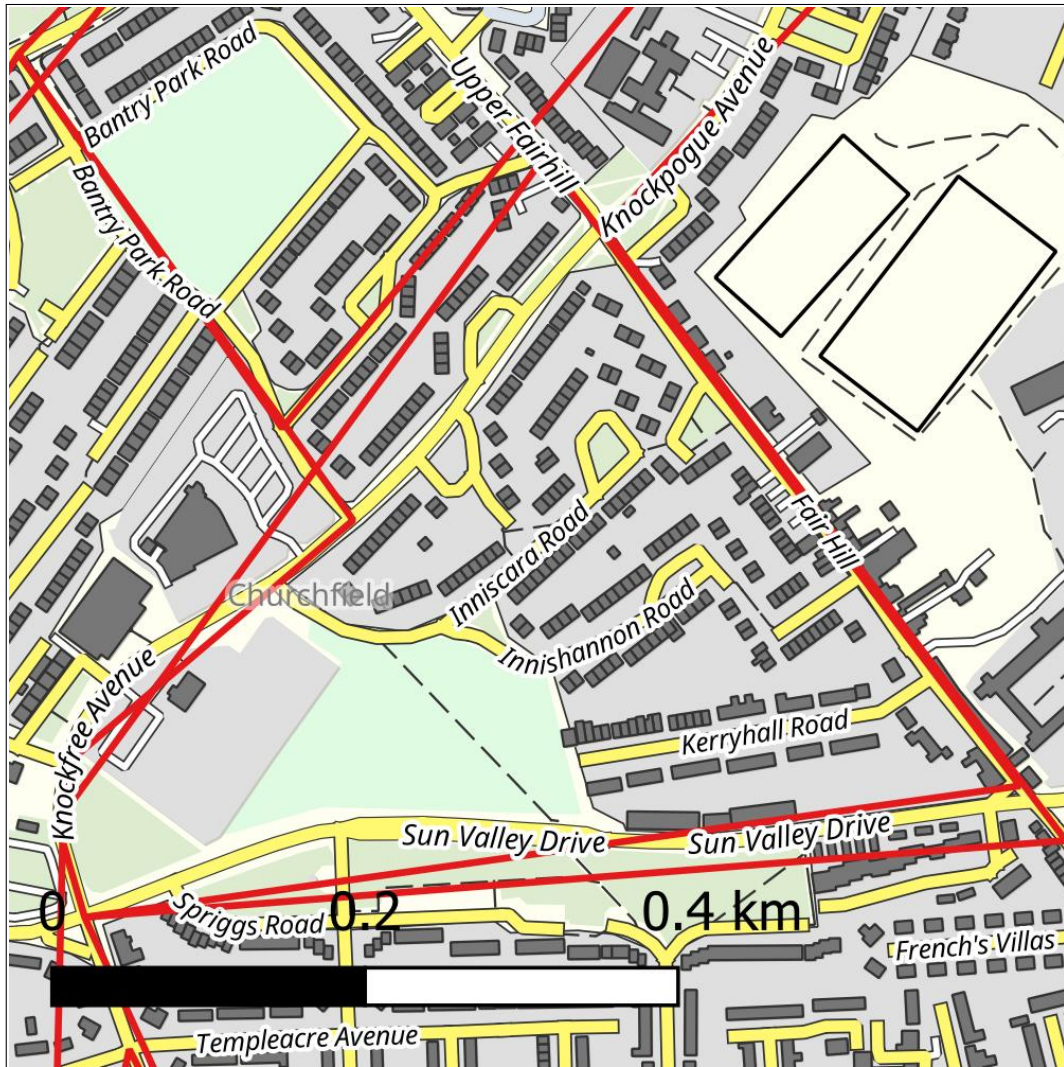 Bantry Park Road
Upper Fairhill
Knockpogue Avenue
Bantry Park Road
Fair Hill
Inniscara Road
Churchfield
Innishannon Road
Knockfree Avenue
Kerryhall Road
Sun Valley Drive
Sun Valley Drive
0 0.2 0.4 km
Spriggs Road
French's Villas
Templeacre Avenue